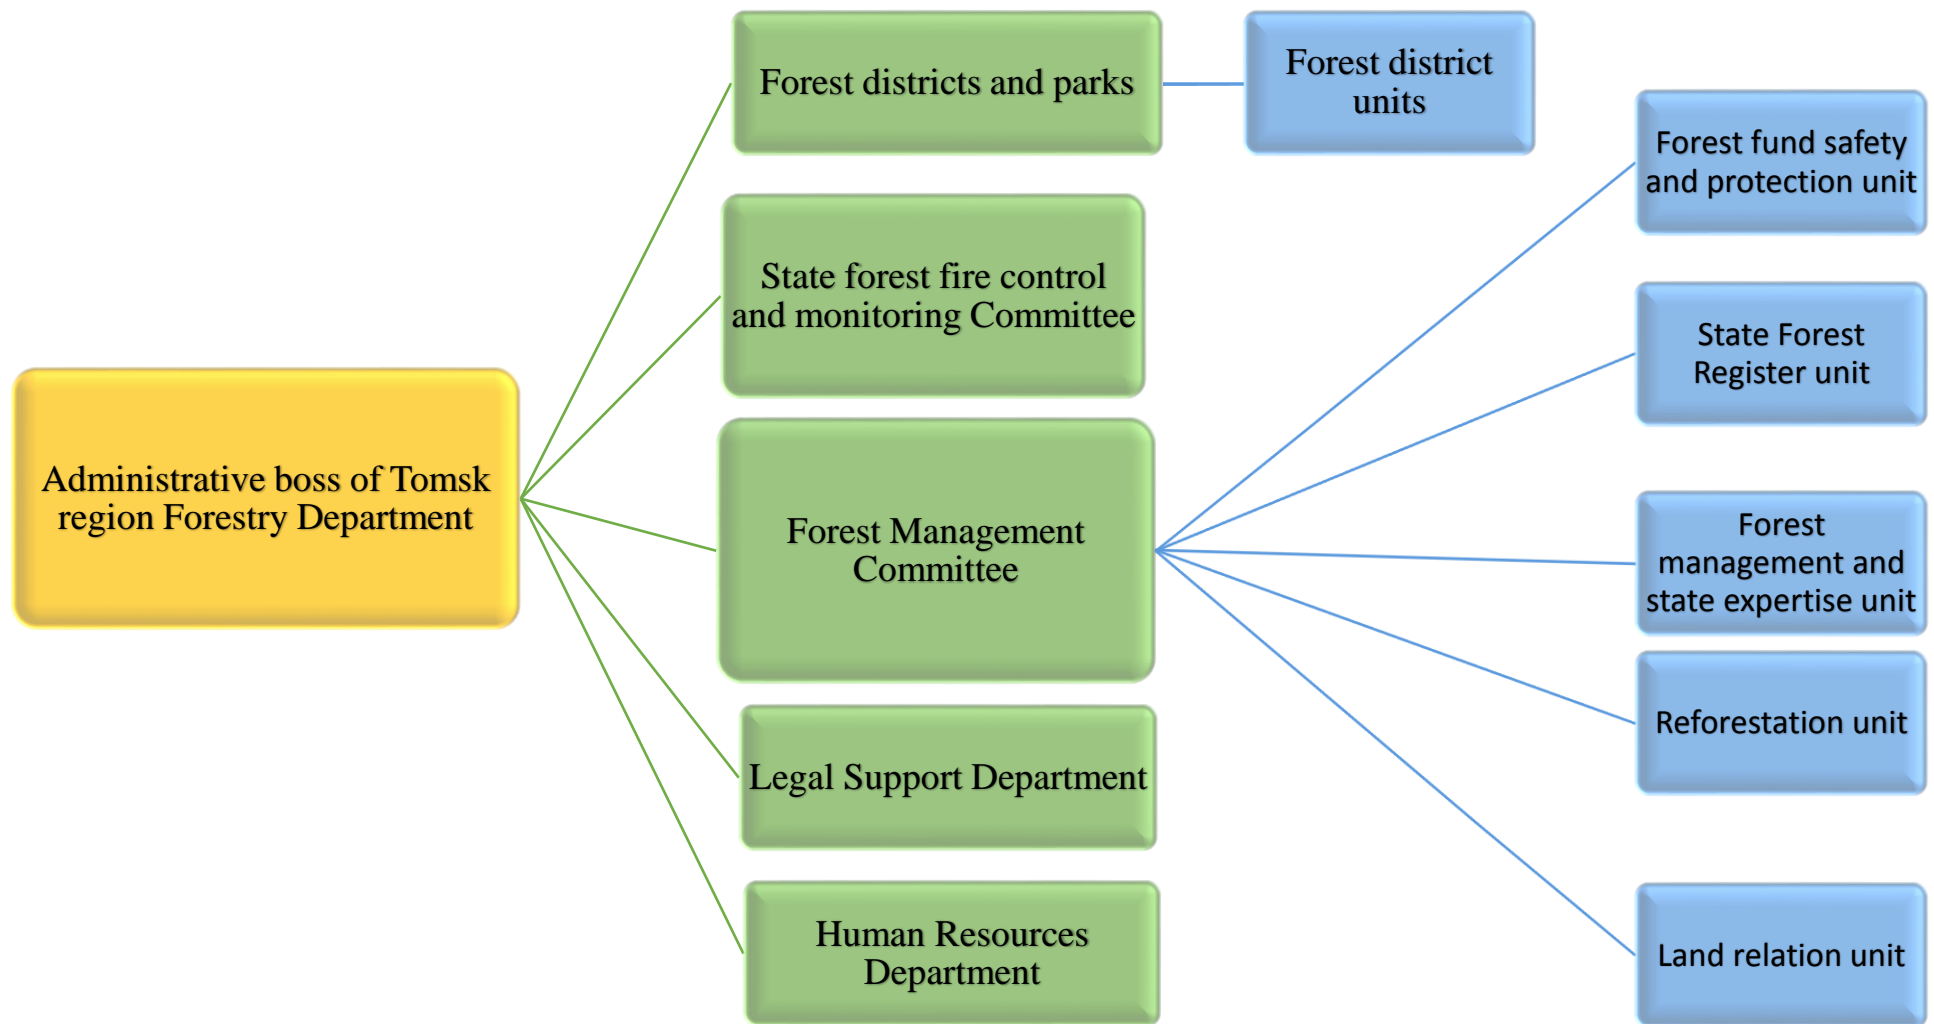 Administrative boss of Tomsk
region Forestry Department
Forest districts and parks
State forest fire control
and monitoring Committee
Forest Management
Committee
Legal Support Department
Human Resources
Department
Forest district
units
Forest fund safety
and protection unit
State Forest
Register unit
Forest
management and
state expertise unit
Reforestation unit
Land relation unit